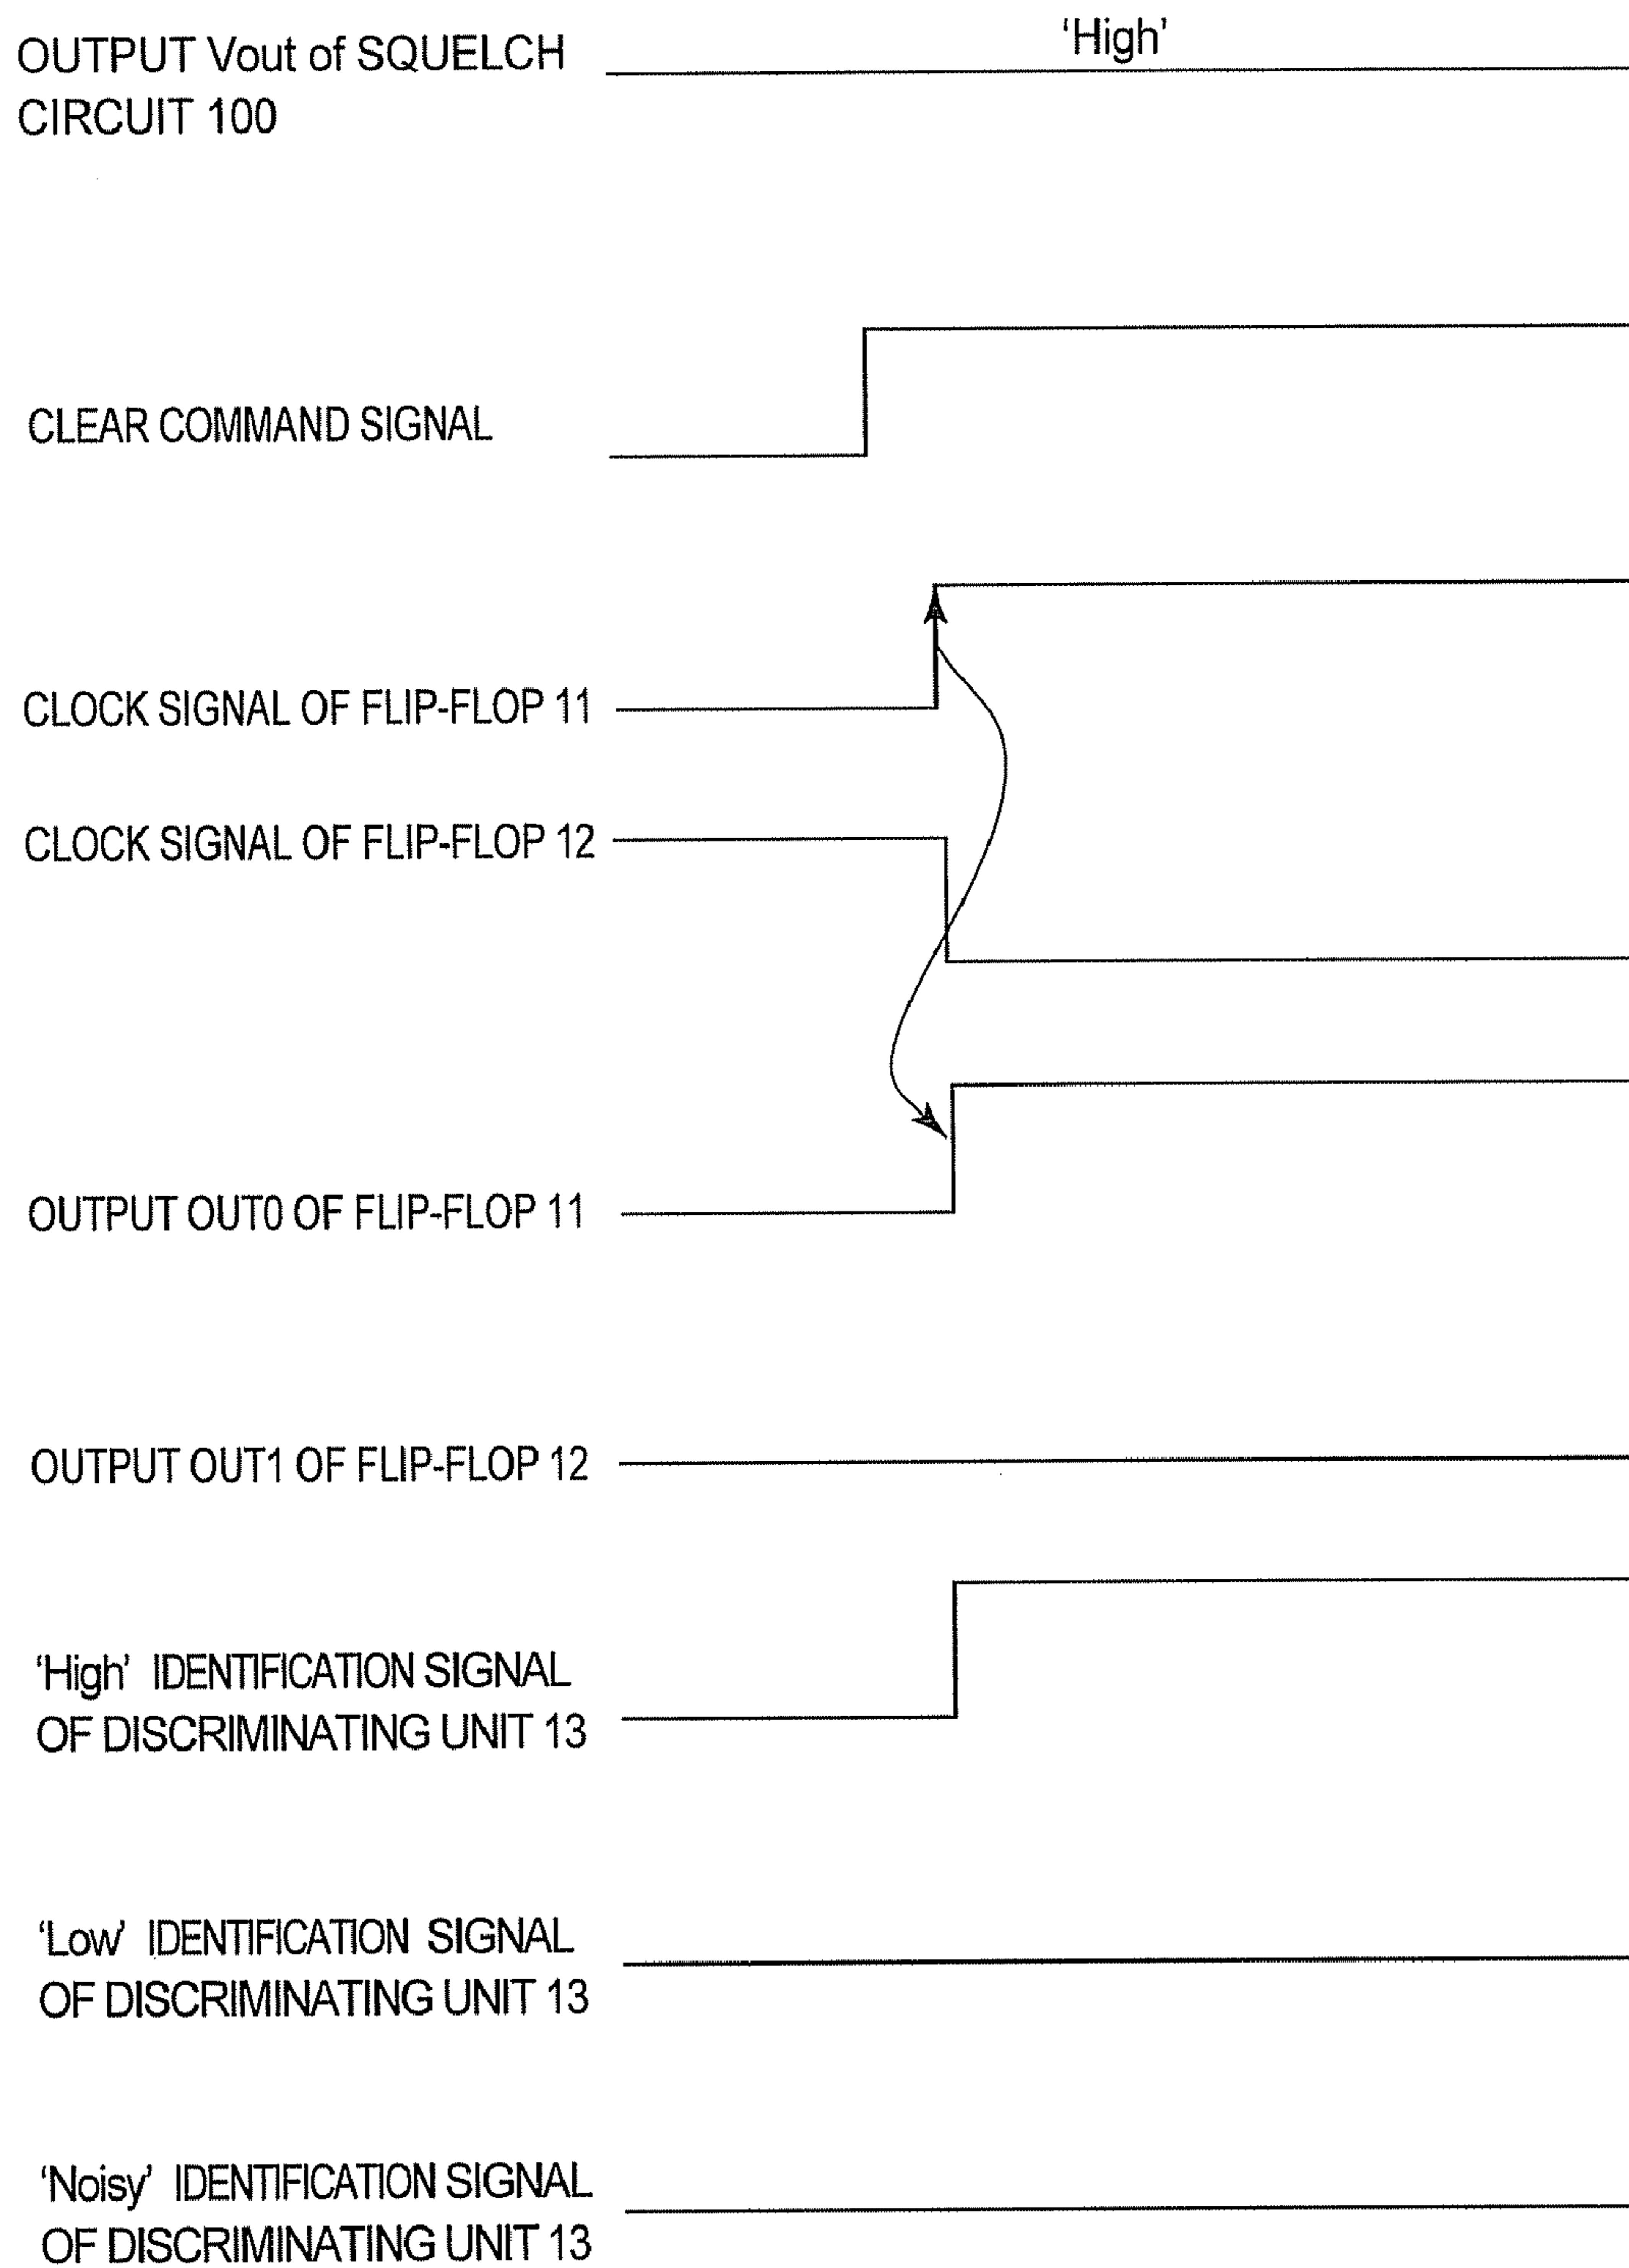 'High'
OUTPUT Vout of SQUELCH
CIRCUIT 100
CLEAR COMMAND SIGNAL
CLOCK SIGNAL OF FLIP-FLOP 11
CLOCK SIGNAL OF FLIP-FLOP 12
OUTPUT OUT0 OF FLIP-FLOP 11
OUTPUT OUT1 OF FLIP-FLOP 12
'High' IDENTIFICATION SIGNAL
OF DISCRIMINATING UNIT 13
'Low' IDENTIFICATION SIGNAL
OF DISCRIMINATING UNIT 13
'Noisy' IDENTIFICATION SIGNAL
OF DISCRIMINATING UNIT 13